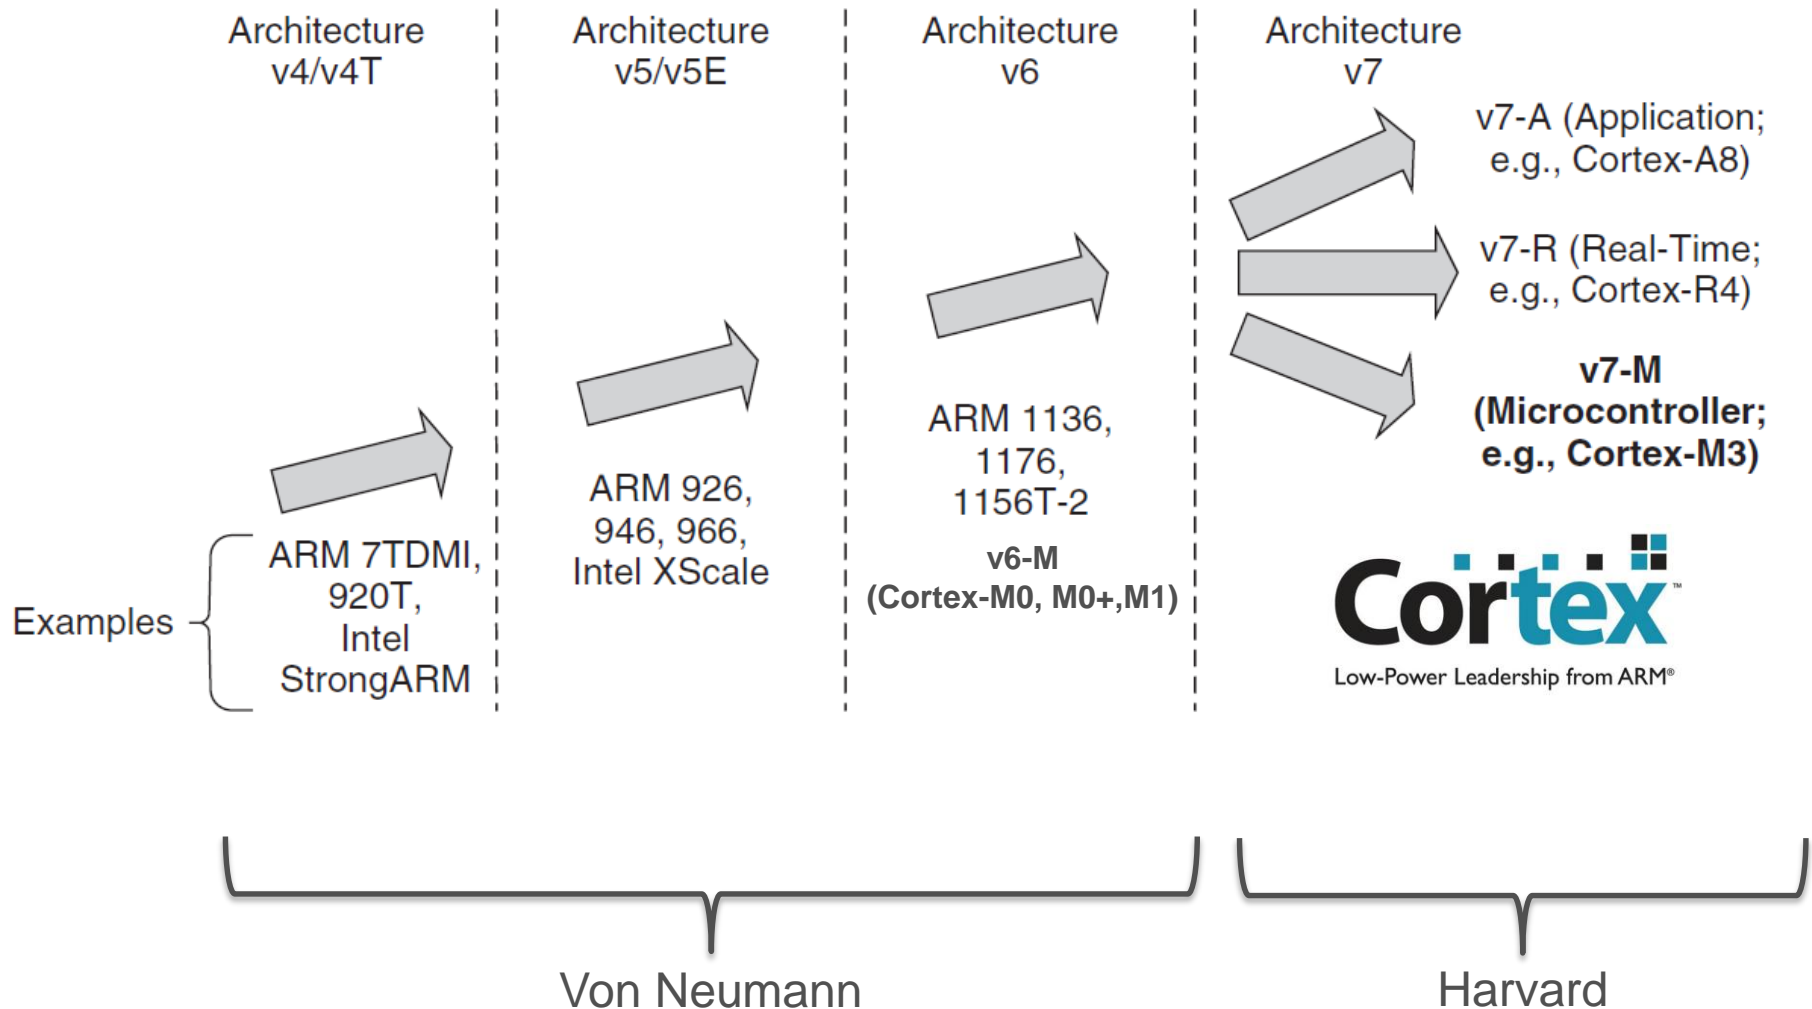 Architecture
v4/v4T
Architecture
v5/v5E
Architecture
v6
Architecture
v7
v7-A (Application;
e.g., Cortex-A8)
v7-R (Real-Time;
e.g., Cortex-R4)
v7-M
(Microcontroller;
e.g., Cortex-M3)
ARM 1136,
1176,
1156T-2
v6-M
(Cortex-M0, M0+,M1)
ARM 926,
946, 966,
Intel XScale
Examples
ARM 7TDMI,
920T,
Intel
StrongARM
Cortex™
Low-Power Leadership from ARM®
Von Neumann
Harvard